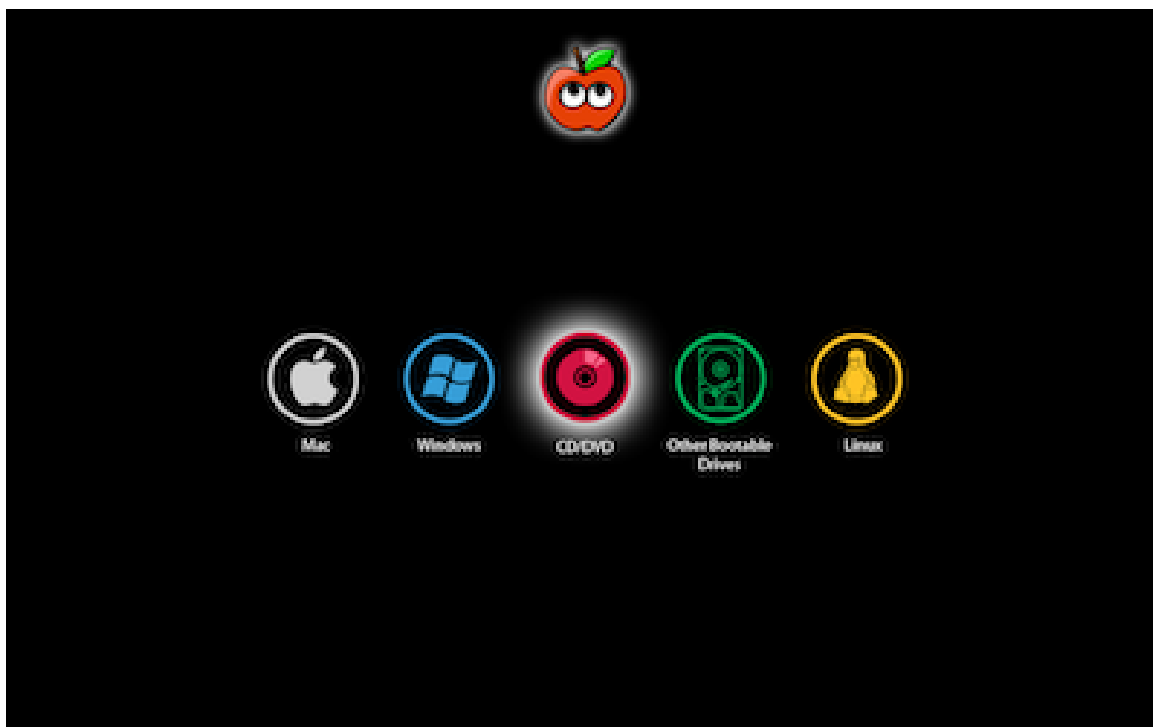 Mac
Windows
CD/DVD
Other Bootable
Drives
Linux